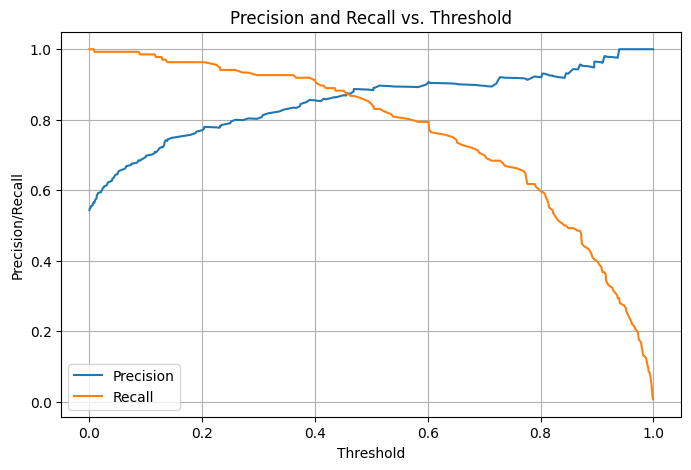 Precision and Recall vs. Threshold
Precision/Recall
1.0
0.8
0.6
0.4
0.2
0.0
Precision
Recall
0.0 0.2 0.4 0.6 0.8 1.0
Threshold